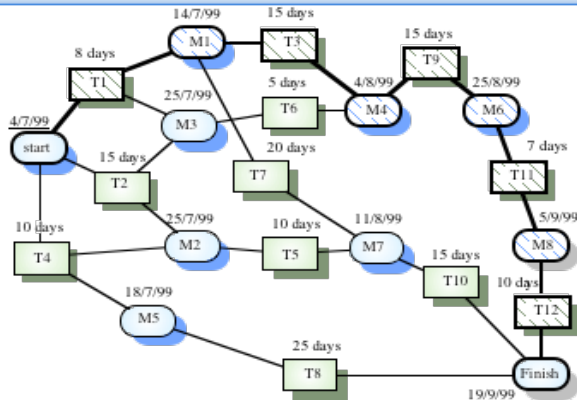 14/7/99
15 days
M1
T3
15 days
8 days
T9
T1
25/7/99
5 days
4/8/99
25/8/99
4/7/99
M3
T6
M4
M6
start
15 days
20 days
7 days
T2
T7
T11
25/7/99
10 days
11/8/99
5/9/99
10 days
M2
T5
M7
15 days
M8
T4
T10
10 days
18/7/99
M5
T12
25 days
T8
Finish
19/9/99